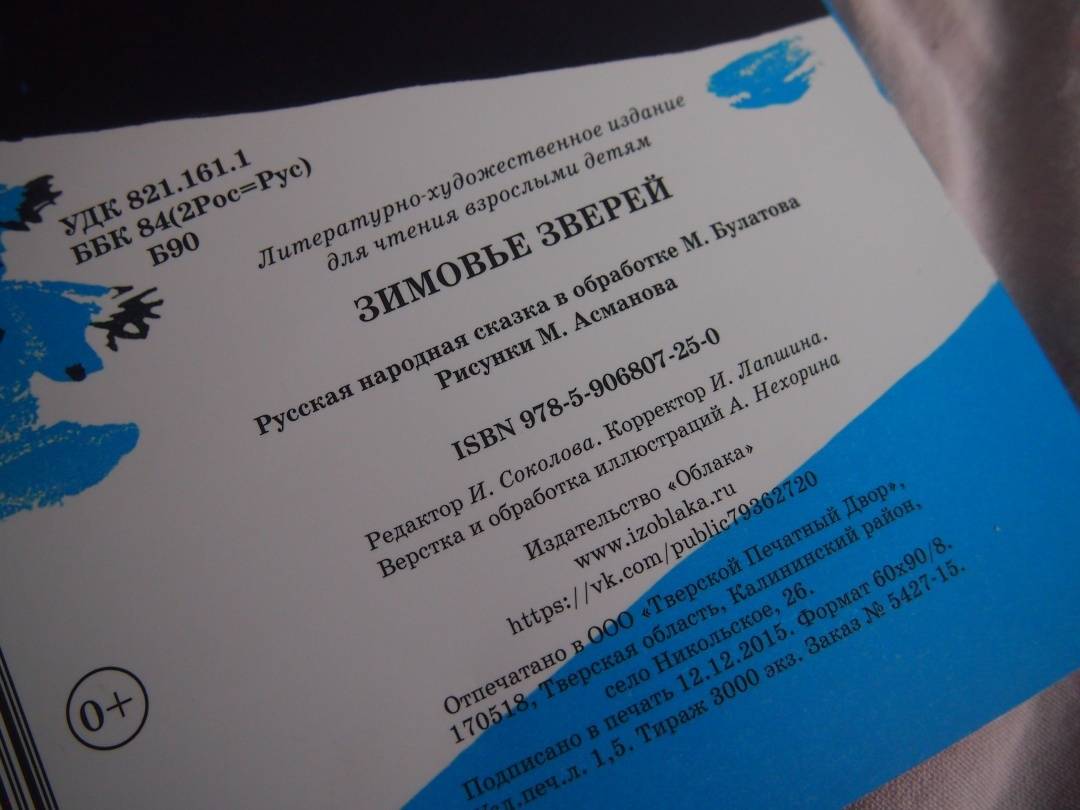 УДК 821.161.1
ББК 84(2Рос=Рус)
Б90
Литературно-художественное издание
для чтения взрослыми детям
ЗИМОВЬЕ ЗВЕРЕЙ
Русская народная сказка в обработке М. Булатова
Рисунки М. Асманова
ISBN 978-5-906807-25-0
Редактор И. Соколова. Корректор И. Лапшина.
Верстка и обработка иллюстраций А. Нехорина
Издательство «Облака»
www.izoblaka.ru
https://vk.com/public79362720
Отпечатано в ООО «Тверской Печатный Двор»,
170518, Тверская область, Калининский район,
село Никольское, 26.
Подписано в печать 12.12.2015. Формат 60х90/8.
Усл.печ.л. 1,5. Тираж 3000 экз. Заказ № 5427-15.
0+